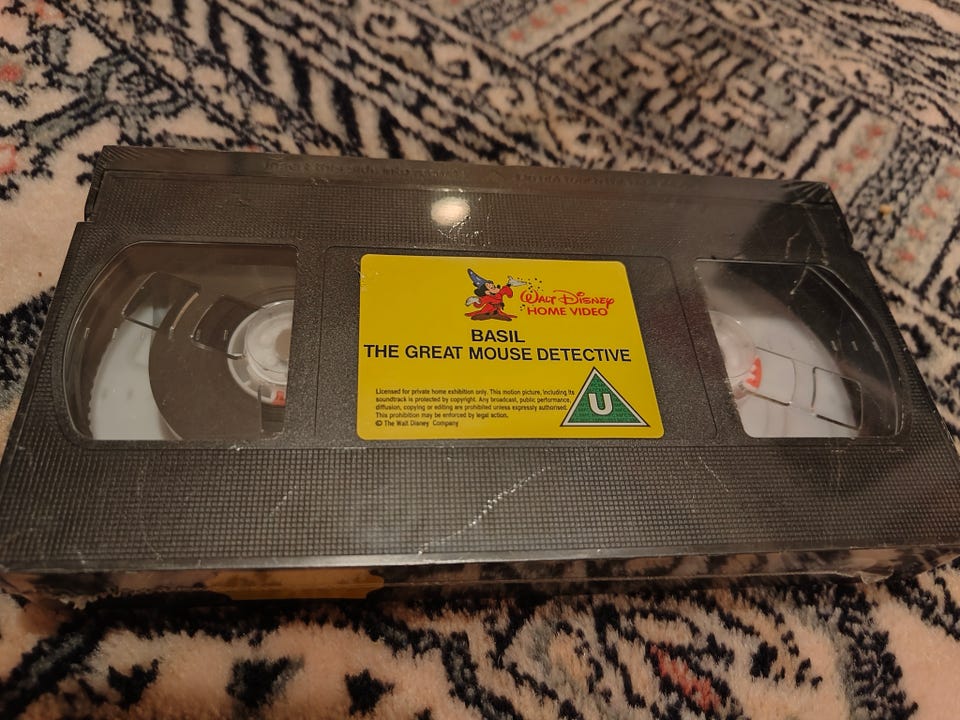 WALT DISNEY
HOME VIDEO
BASIL
THE GREAT MOUSE DETECTIVE
Licensed for private home exhibition only. This motion picture, including its
soundtrack is protected by copyright. Any broadcast, public performance,
diffusion, copying or editing are prohibited unless expressly authorised.
This prohibition may be enforced by legal action.
© The Walt Disney Company
U